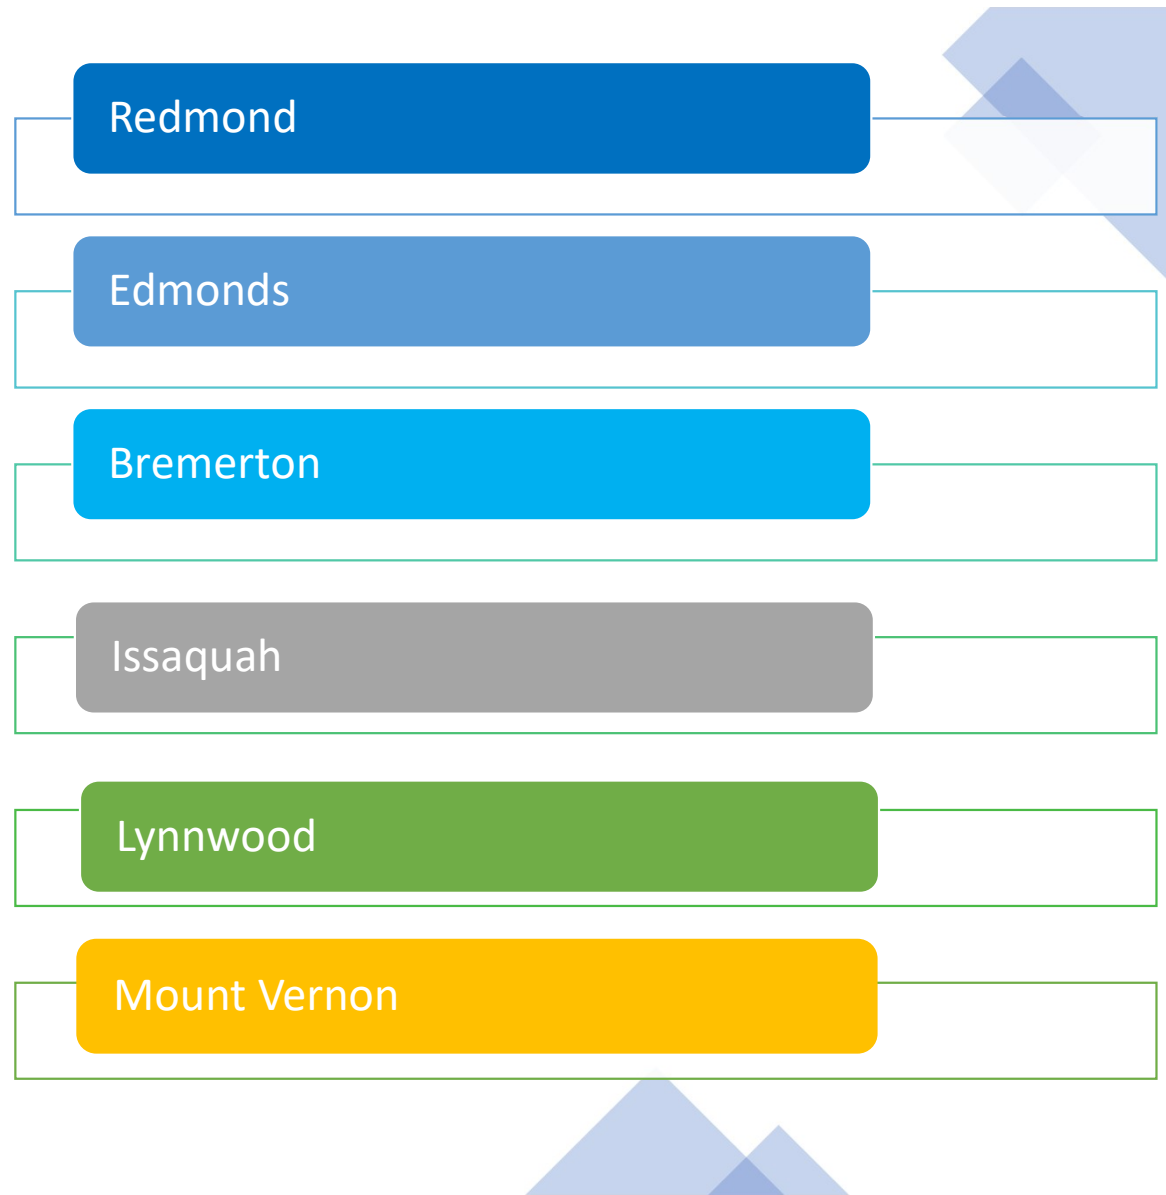 Redmond
Edmonds
Bremerton
Issaquah
Lynnwood
Mount Vernon